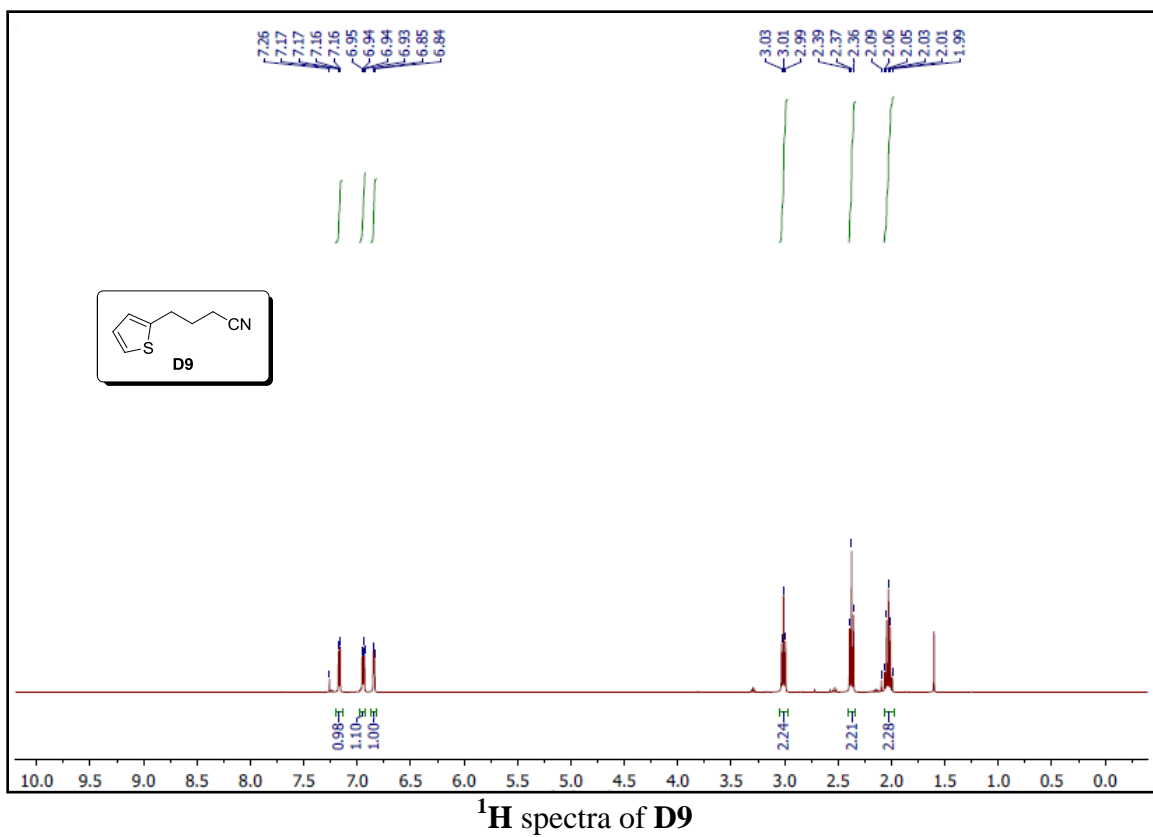 7.26 7.17 7.17 7.16 7.16 6.95 6.94 6.94 6.93 6.85 6.84 3.03 3.01 2.99 2.39 2.37 2.36 2.09 2.06 2.05 2.03 2.01 1.99
CN
S
D9
0.98 1.10 1.00 2.24 2.21 2.28
10.0 9.5 9.0 8.5 8.0 7.5 7.0 6.5 6.0 5.5 5.0 4.5 4.0 3.5 3.0 2.5 2.0 1.5 1.0 0.5 0.0
¹H spectra of D9